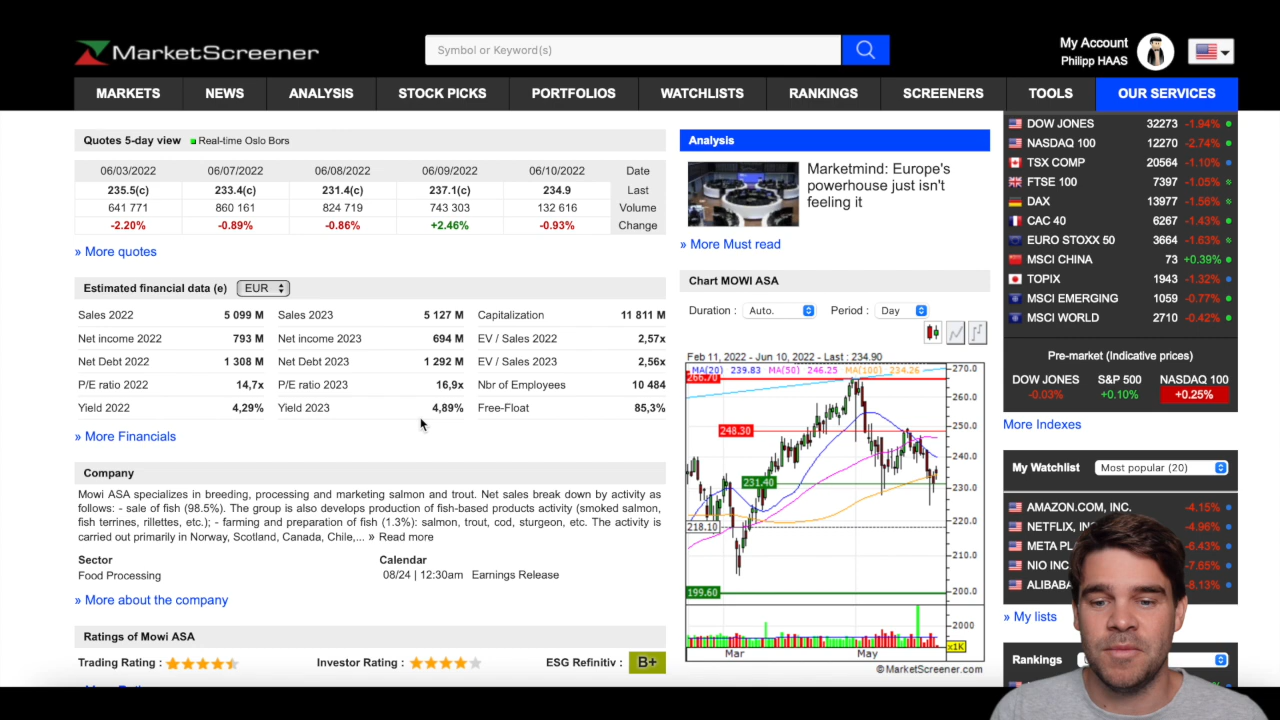 MarketScreener
Symbol or Keyword(s)
My Account
Philipp HAAS
MARKETS NEWS ANALYSIS STOCK PICKS PORTFOLIOS WATCHLISTS RANKINGS SCREENERS TOOLS OUR SERVICES
Quotes 5-day view Real-time Oslo Bors
06/03/2022 06/07/2022 06/08/2022 06/09/2022 06/10/2022 Date
235.5(c) 233.4(c) 231.4(c) 237.1(c) 234.9 Last
641 771 860 161 824 719 743 303 132 616 Volume
-2.20% -0.89% -0.86% +2.46% -0.93% Change
» More quotes
Estimated financial data (e) EUR
Sales 2022 5 099 M Sales 2023 5 127 M Capitalization 11 811 M
Net income 2022 793 M Net income 2023 694 M EV / Sales 2022 2,57x
Net Debt 2022 1 308 M Net Debt 2023 1 292 M EV / Sales 2023 2,56x
P/E ratio 2022 14,7x P/E ratio 2023 16,9x Nbr of Employees 10 484
Yield 2022 4,29% Yield 2023 4,89% Free-Float 85,3%
» More Financials
Company
Mowi ASA specializes in breeding, processing and marketing salmon and trout. Net sales break down by activity as
follows: - sale of fish (98.5%). The group is also develops production of fish-based products activity (smoked salmon,
fish terrines, rillettes, etc.); - farming and preparation of fish (1.3%): salmon, trout, cod, sturgeon, etc. The activity is
carried out primarily in Norway, Scotland, Canada, Chile,... » Read more
Sector
Food Processing
Calendar
08/24 | 12:30am Earnings Release
» More about the company
Ratings of Mowi ASA
Trading Rating : Investor Rating : ESG Refinitiv : B+
Analysis
Marketmind: Europe's
powerhouse just isn't
feeling it
» More Must read
Chart MOWI ASA
Duration : Auto. Period : Day
Feb 11, 2022 - Jun 10, 2022 - Last : 234.90
MA(20) 239.83 MA(50) 246.25 MA(100) 234.26
270.0
266.70
260.0
250.0
248.30
240.0
231.40
230.0
220.0
218.10
210.0
200.0
199.60
2000
x1K
Mar May
©MarketScreener.com
DOW JONES 32273 -1.94%
NASDAQ 100 12270 -2.74%
TSX COMP 20564 -1.10%
FTSE 100 7397 -1.05%
DAX 13977 -1.56%
CAC 40 6267 -1.43%
EURO STOXX 50 3664 -1.63%
MSCI CHINA 73 +0.39%
TOPIX 1943 -1.32%
MSCI EMERGING 1059 -0.77%
MSCI WORLD 2710 -0.42%
Pre-market (Indicative prices)
DOW JONES S&P 500 NASDAQ 100
-0.03% +0.10% +0.25%
More Indexes
My Watchlist Most popular (20)
AMAZON.COM, INC. -4.15%
NETFLIX, INC -4.96%
META PL -6.43%
NIO INC. -7.65%
ALIBABA -8.13%
» My lists
Rankings